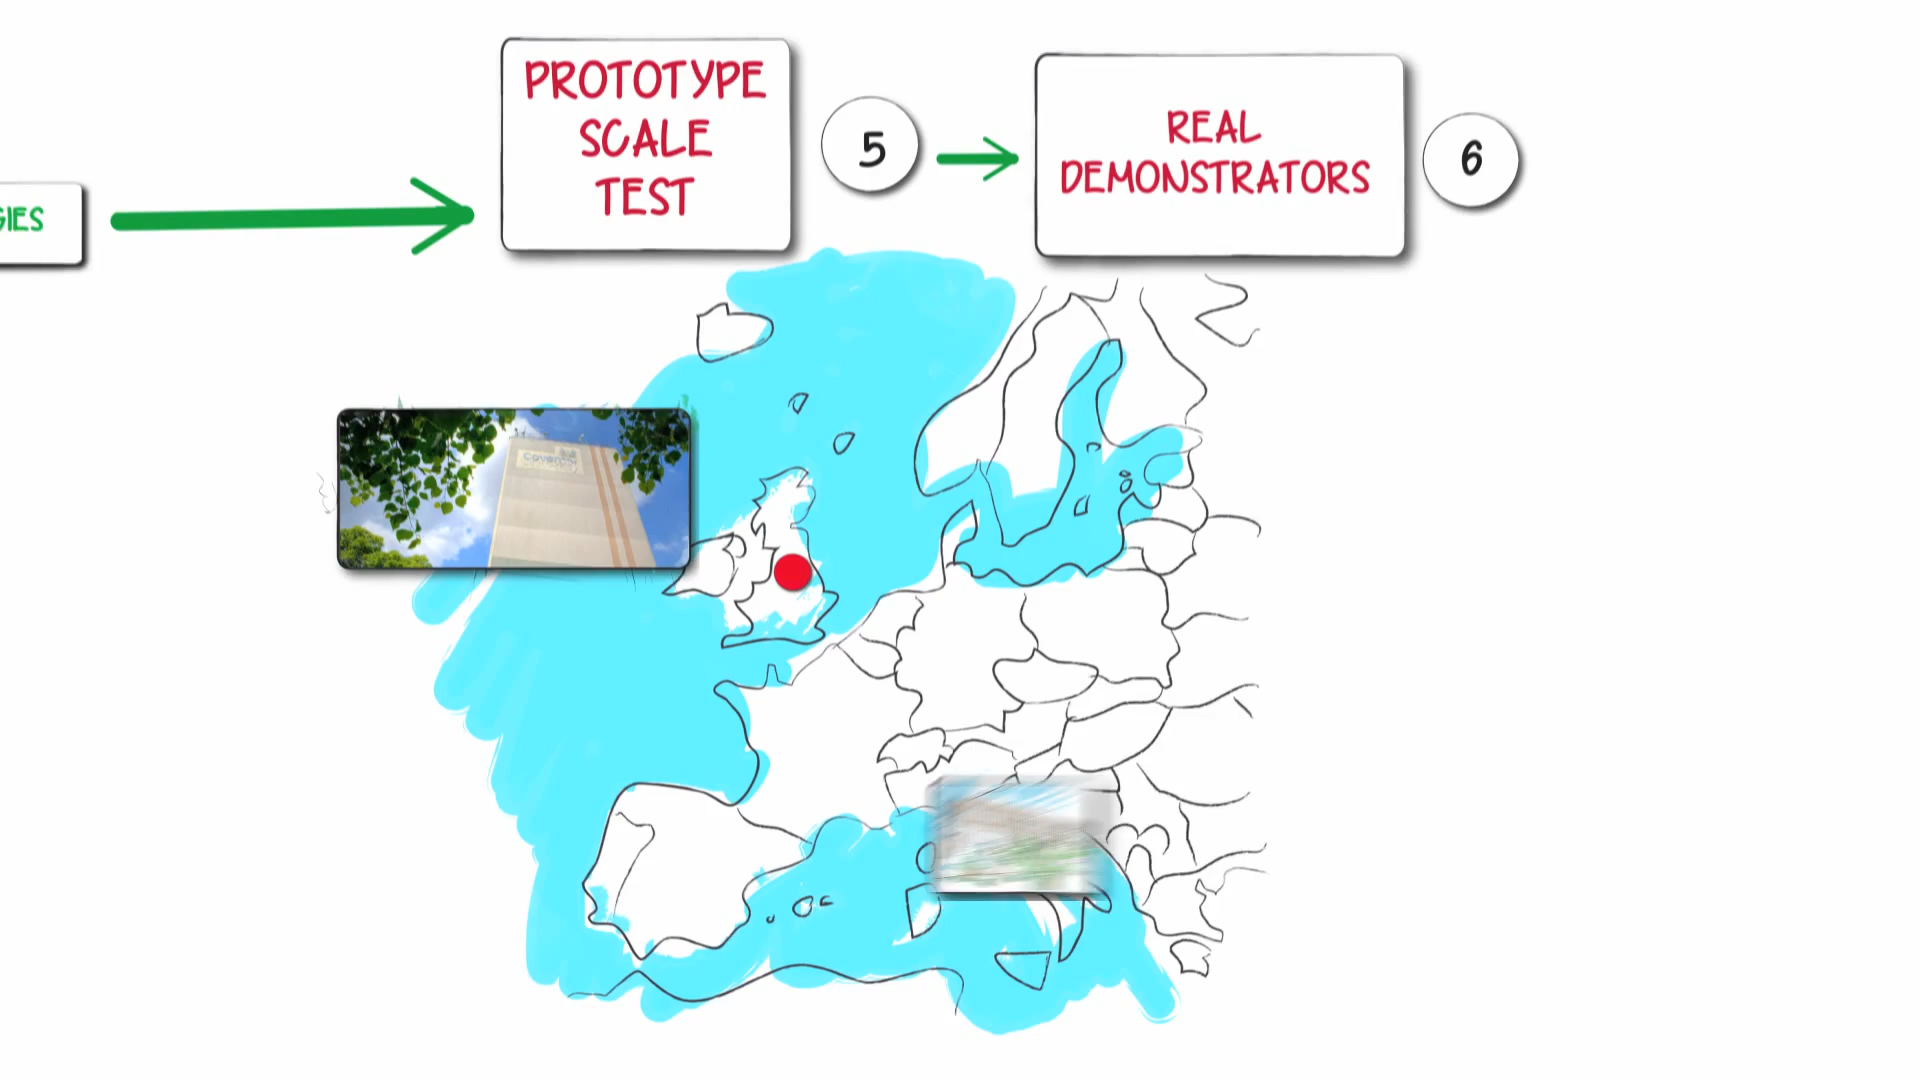 PROTOTYPE
SCALE
TEST
5
REAL
DEMONSTRATORS
6
GIES